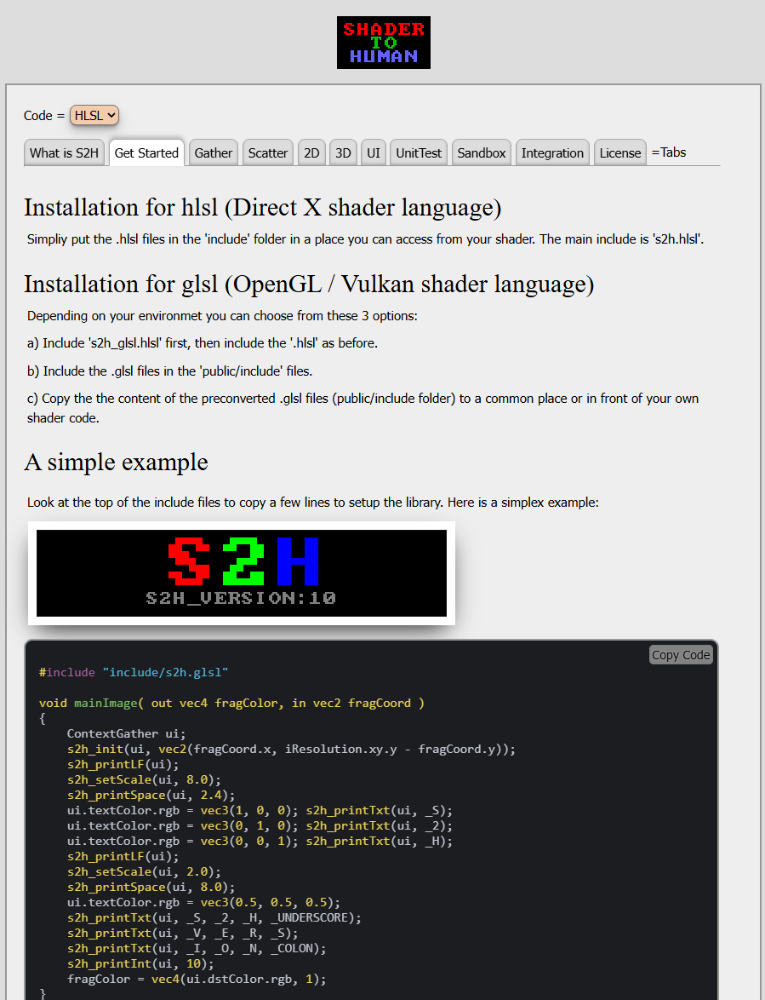 SHADER
TO
HUMAN
Code = HLSL
What is S2H Get Started Gather Scatter 2D 3D UI UnitTest Sandbox Integration License =Tabs
Installation for hlsl (Direct X shader language)
Simpliy put the .hlsl files in the 'include' folder in a place you can access from your shader. The main include is 's2h.hlsl'.
Installation for glsl (OpenGL / Vulkan shader language)
Depending on your environmet you can choose from these 3 options:
a) Include 's2h_glsl.hlsl' first, then include the '.hlsl' as before.
b) Include the .glsl files in the 'public/include' files.
c) Copy the the content of the preconverted .glsl files (public/include folder) to a common place or in front of your own
shader code.
A simple example
Look at the top of the include files to copy a few lines to setup the library. Here is a simplex example:
S2H
S2H_VERSION:10
Copy Code
#include "include/s2h.glsl"
void mainImage( out vec4 fragColor, in vec2 fragCoord )
{
    ContextGather ui;
    s2h_init(ui, vec2(fragCoord.x, iResolution.xy.y - fragCoord.y));
    s2h_printLF(ui);
    s2h_setScale(ui, 8.0);
    s2h_printSpace(ui, 2.4);
    ui.textColor.rgb = vec3(1, 0, 0); s2h_printTxt(ui, _S);
    ui.textColor.rgb = vec3(0, 1, 0); s2h_printTxt(ui, _2);
    ui.textColor.rgb = vec3(0, 0, 1); s2h_printTxt(ui, _H);
    s2h_printLF(ui);
    s2h_setScale(ui, 2.0);
    s2h_printSpace(ui, 8.0);
    ui.textColor.rgb = vec3(0.5, 0.5, 0.5);
    s2h_printTxt(ui, _S, _2, _H, _UNDERSCORE);
    s2h_printTxt(ui, _V, _E, _R, _S);
    s2h_printTxt(ui, _I, _O, _N, _COLON);
    s2h_printInt(ui, 10);
    fragColor = vec4(ui.dstColor.rgb, 1);
}